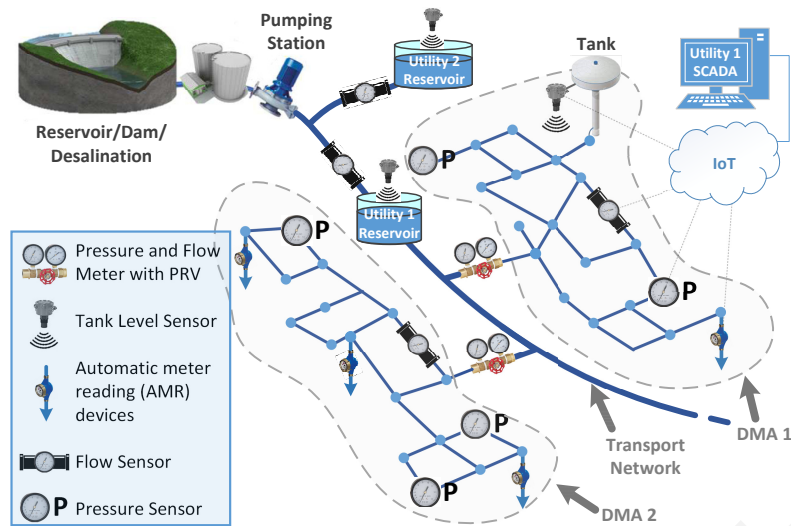 Pumping
Station
Utility 2
Reservoir
Tank
Utility 1
SCADA
Reservoir/Dam/
Desalination
P
IoT
Utility 1
Reservoir
P
Pressure and Flow
Meter with PRV
P
Tank Level Sensor
Automatic meter
reading (AMR)
devices
Flow Sensor
P Pressure Sensor
P
P
Transport
Network
DMA 1
DMA 2